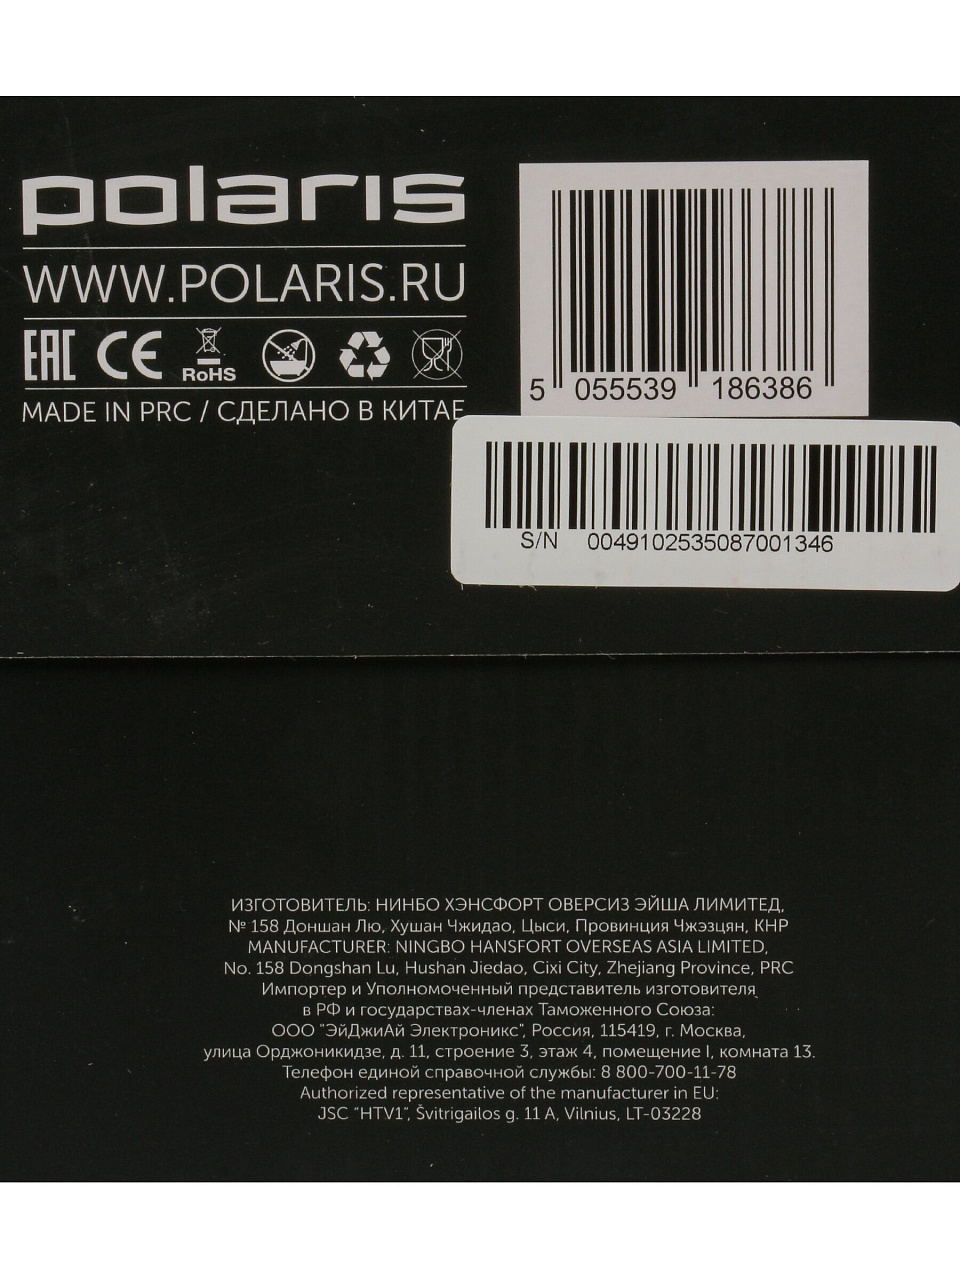 polaris
WWW.POLARIS.RU
EAC CE RoHS
MADE IN PRC / СДЕЛАНО В КИТАЕ
5 055539 186386
S/N 0049102535087001346
ИЗГОТОВИТЕЛЬ: НИНБО ХЭНСФОРТ ОВЕРСИЗ ЭЙША ЛИМИТЕД,
№ 158 Доншан Лю, Хушан Чжидао, Цыси, Провинция Чжэзцян, КНР
MANUFACTURER: NINGBO HANSFORT OVERSEAS ASIA LIMITED,
No. 158 Dongshan Lu, Hushan Jiedao, Cixi City, Zhejiang Province, PRC
Импортер и Уполномоченный представитель изготовителя
в РФ и государствах-членах Таможенного Союза:
ООО "ЭйДжиАй Электроникс", Россия, 115419, г. Москва,
улица Орджоникидзе, д. 11, строение 3, этаж 4, помещение I, комната 13.
Телефон единой справочной службы: 8 800-700-11-78
Authorized representative of the manufacturer in EU:
JSC "HTV1", Švitrigailos g. 11 A, Vilnius, LT-03228